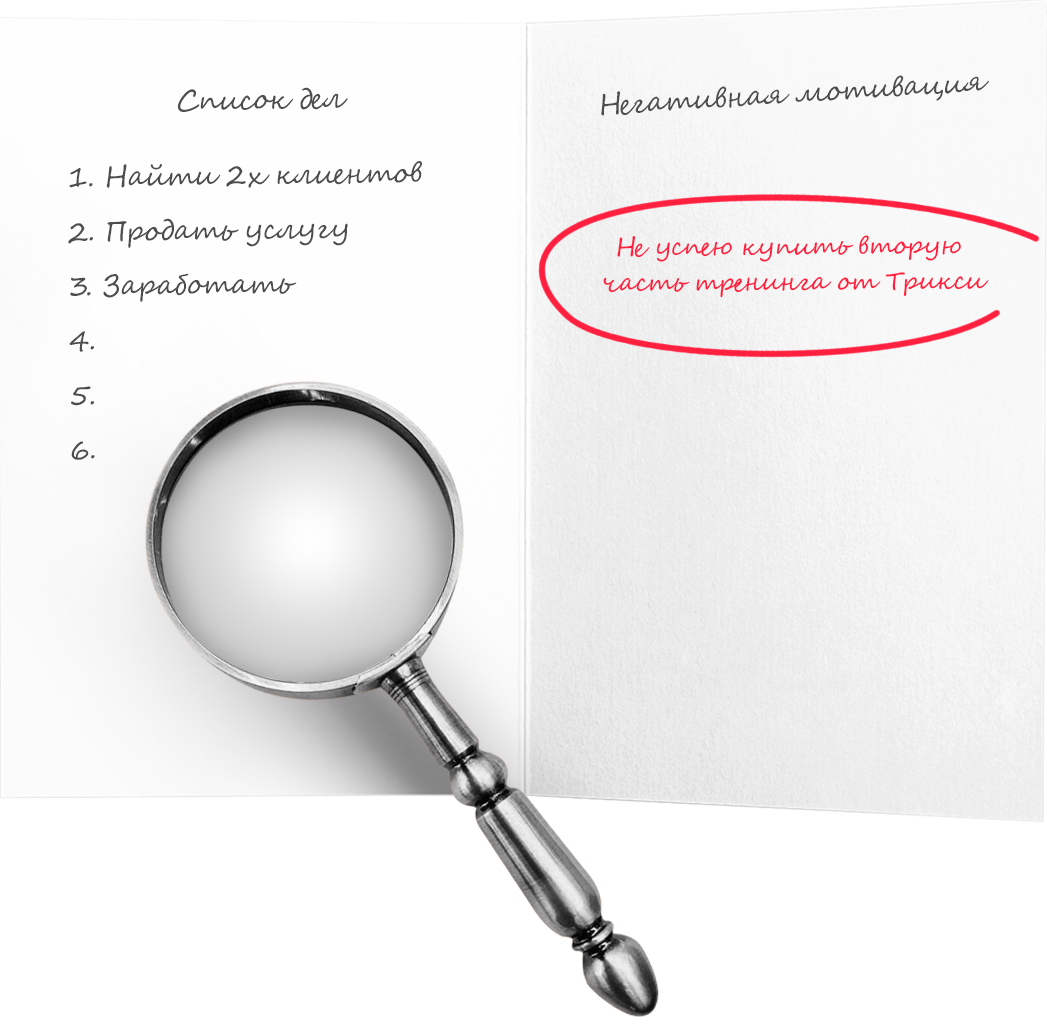 Список дел
1. Найти 2х клиентов
2. Продать услугу
3. Заработать
4.
5.
6.
Негативная мотивация
Не успею купить вторую
часть тренинга от Трикси